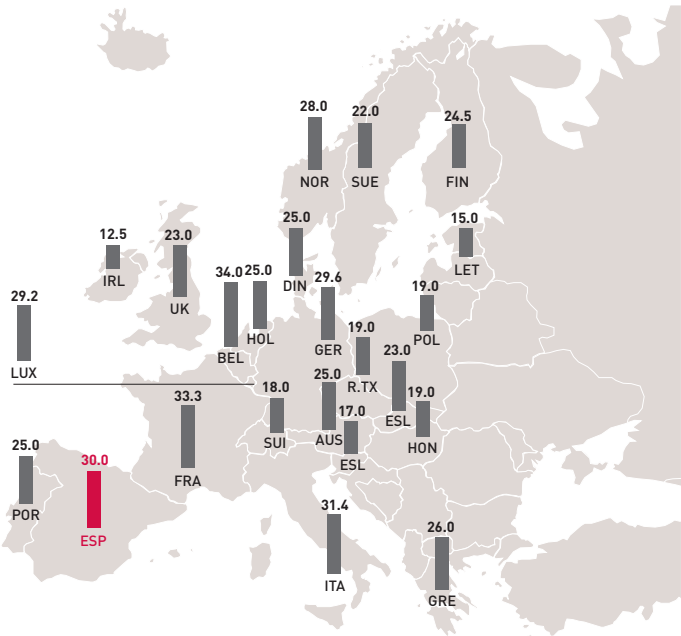 28.0
NOR
22.0
SUE
24.5
FIN
12.5
IRL
23.0
UK
25.0
DIN
15.0
LET
29.2
LUX
34.0
BEL
25.0
HOL
29.6
GER
19.0
R.TX
19.0
POL
23.0
ESL
33.3
FRA
18.0
SUI
25.0
AUS
17.0
ESL
19.0
HON
25.0
POR
30.0
ESP
31.4
ITA
26.0
GRE